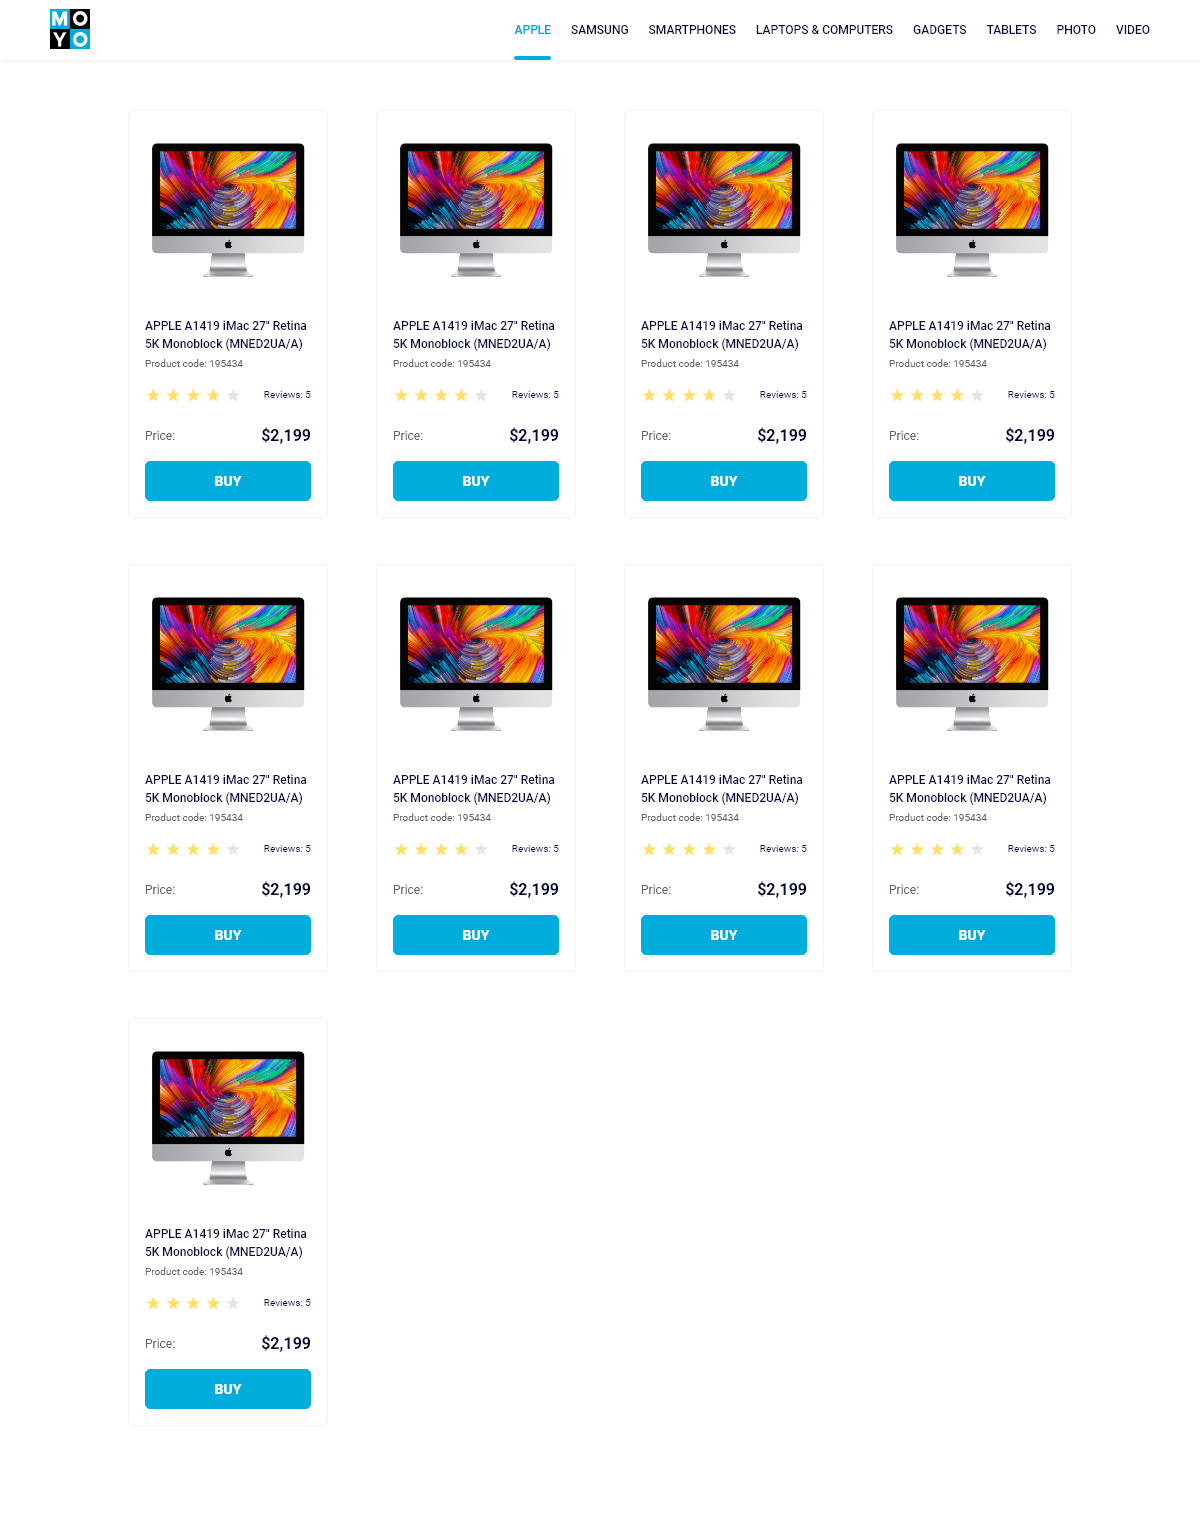 MO
YO
APPLE SAMSUNG SMARTPHONES LAPTOPS & COMPUTERS GADGETS TABLETS PHOTO VIDEO
APPLE A1419 iMac 27" Retina
5K Monoblock (MNED2UA/A)
Product code: 195434
Reviews: 5
Price: $2,199
BUY
APPLE A1419 iMac 27" Retina
5K Monoblock (MNED2UA/A)
Product code: 195434
Reviews: 5
Price: $2,199
BUY
APPLE A1419 iMac 27" Retina
5K Monoblock (MNED2UA/A)
Product code: 195434
Reviews: 5
Price: $2,199
BUY
APPLE A1419 iMac 27" Retina
5K Monoblock (MNED2UA/A)
Product code: 195434
Reviews: 5
Price: $2,199
BUY
APPLE A1419 iMac 27" Retina
5K Monoblock (MNED2UA/A)
Product code: 195434
Reviews: 5
Price: $2,199
BUY
APPLE A1419 iMac 27" Retina
5K Monoblock (MNED2UA/A)
Product code: 195434
Reviews: 5
Price: $2,199
BUY
APPLE A1419 iMac 27" Retina
5K Monoblock (MNED2UA/A)
Product code: 195434
Reviews: 5
Price: $2,199
BUY
APPLE A1419 iMac 27" Retina
5K Monoblock (MNED2UA/A)
Product code: 195434
Reviews: 5
Price: $2,199
BUY
APPLE A1419 iMac 27" Retina
5K Monoblock (MNED2UA/A)
Product code: 195434
Reviews: 5
Price: $2,199
BUY